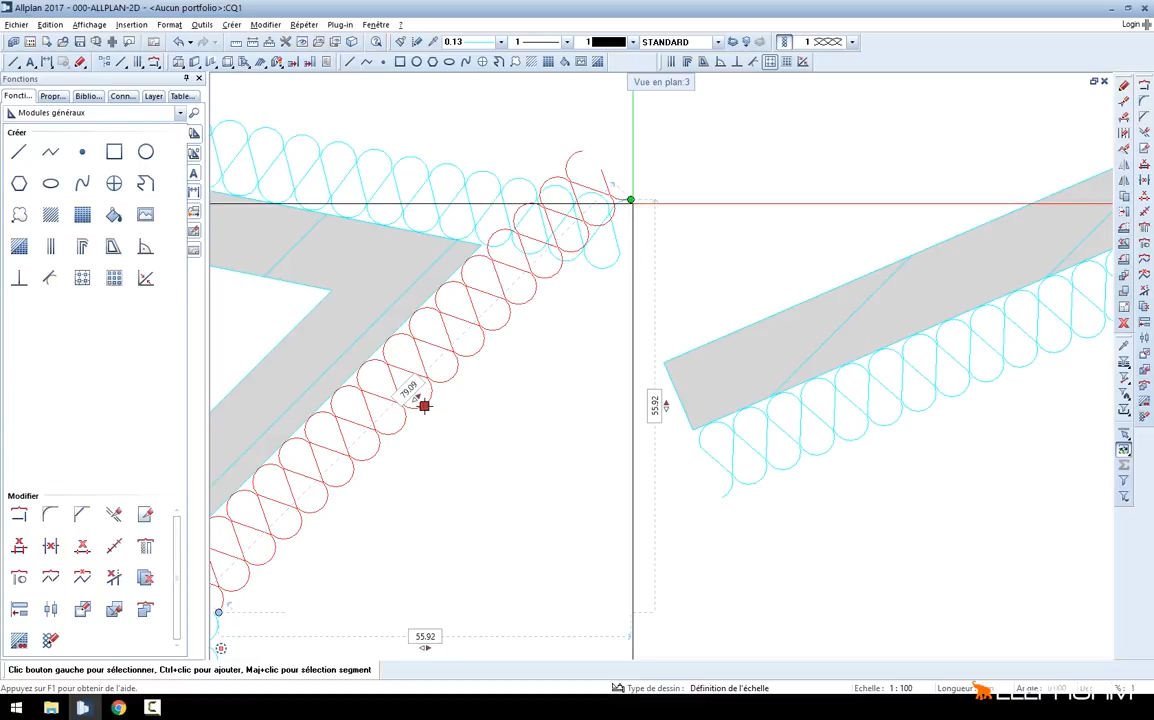 Allplan 2017 - 000-ALLPLAN-2D - <Aucun portfolio>:CQ1
Fichier Edition Affichage Insertion Format Outils Créer Modifier Répéter Plug-in Fenêtre ?
Login
0.13 1 1 STANDARD 1
Fonctions
Vue en plan:3
Foncti... Propr... Biblio... Conn... Layer Table...
Modules généraux
Créer
79.09
55.92
Modifier
55.92
Clic bouton gauche pour sélectionner, Ctrl+clic pour ajouter, Maj+clic pour sélection segment
Appuyez sur F1 pour obtenir de l'aide.
Type de dessin : Définition de l'échelle
Echelle : 1 : 100
% : 1